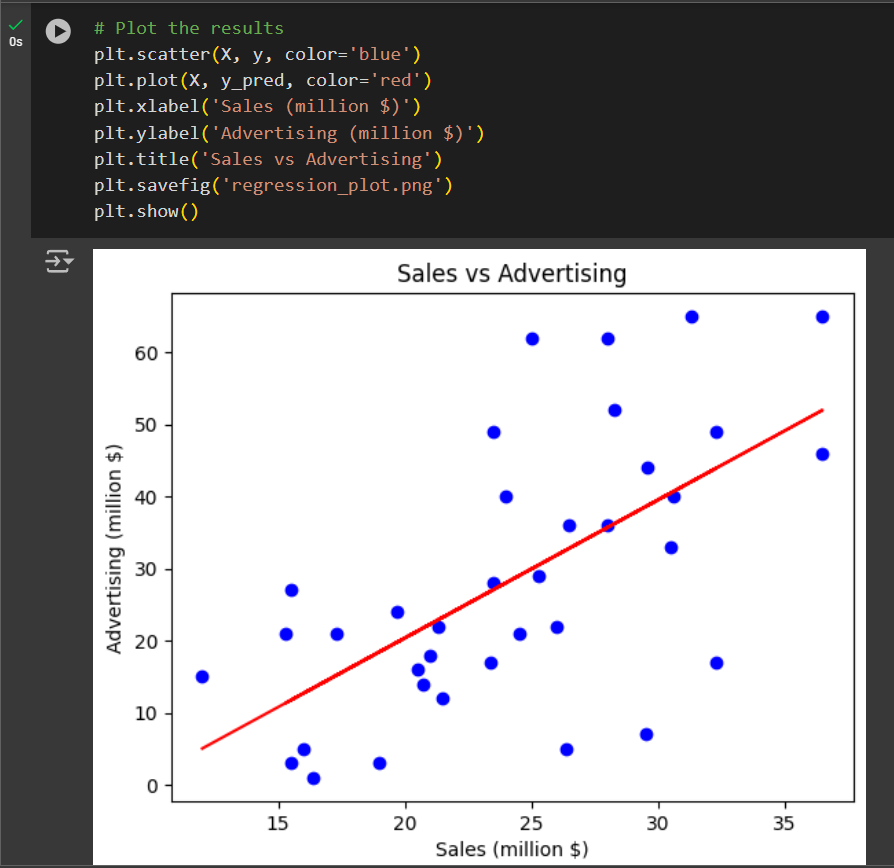 0s
# Plot the results
plt.scatter(X, y, color='blue')
plt.plot(X, y_pred, color='red')
plt.xlabel('Sales (million $)')
plt.ylabel('Advertising (million $)')
plt.title('Sales vs Advertising')
plt.savefig('regression_plot.png')
plt.show()
Sales vs Advertising
Advertising (million $)
60
50
40
30
20
10
0
15 20 25 30 35
Sales (million $)